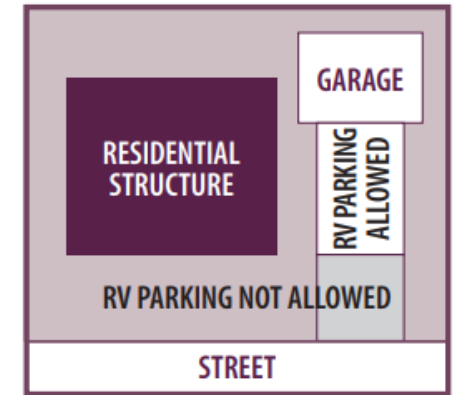 GARAGE
RESIDENTIAL
STRUCTURE
RV PARKING
ALLOWED
RV PARKING NOT ALLOWED
STREET